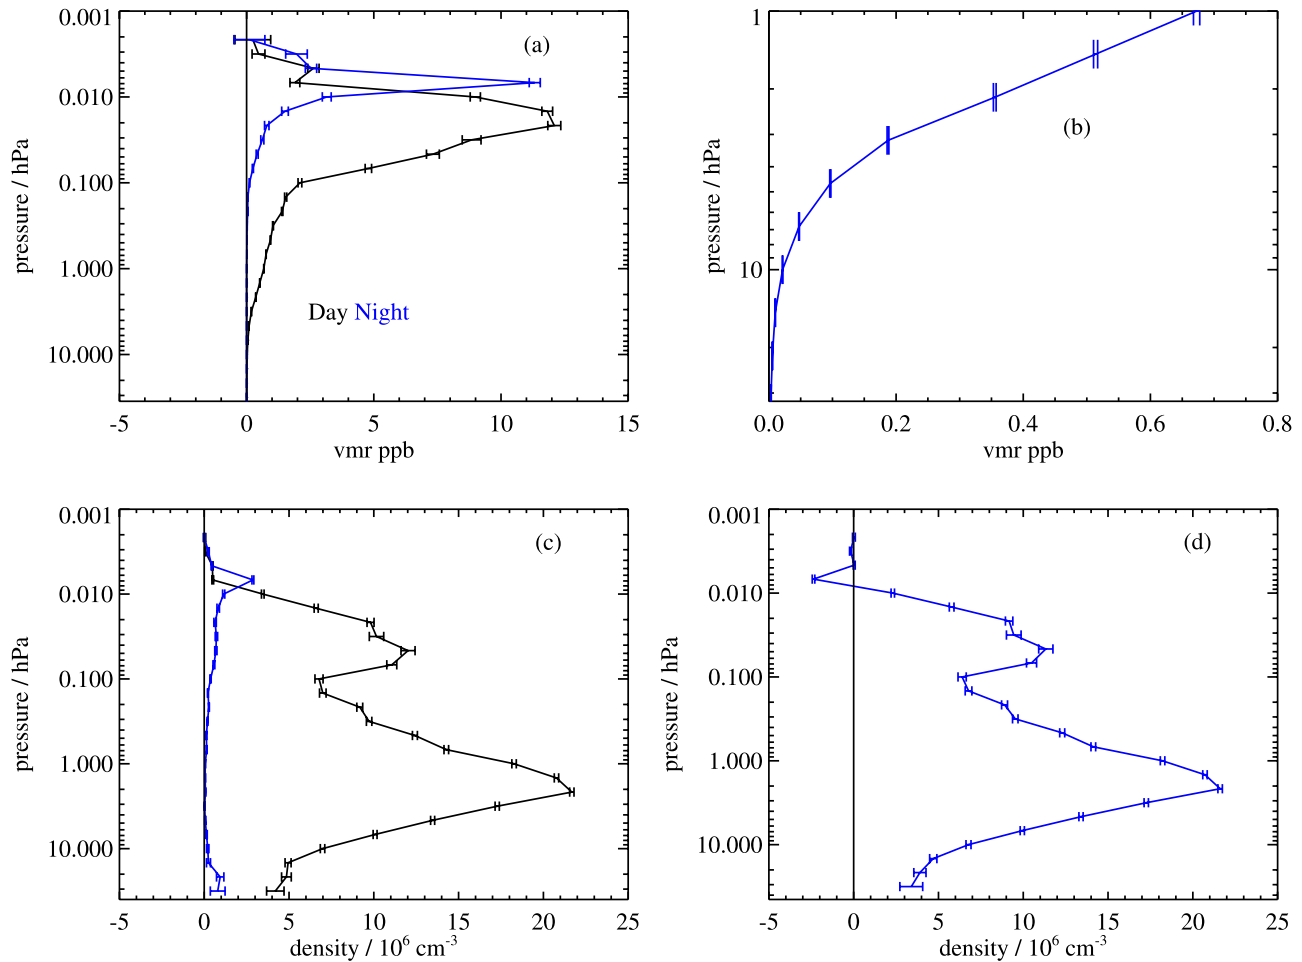 0.001
0.010
0.100
1.000
10.000
pressure / hPa
(a)
Day Night
-5 0 5 10 15
vmr ppb
1
10
pressure / hPa
(b)
0.0 0.2 0.4 0.6 0.8
vmr ppb
0.001
0.010
0.100
1.000
10.000
pressure / hPa
(c)
-5 0 5 10 15 20 25
density / 10⁶ cm⁻³
0.001
0.010
0.100
1.000
10.000
pressure / hPa
(d)
-5 0 5 10 15 20 25
density / 10⁶ cm⁻³